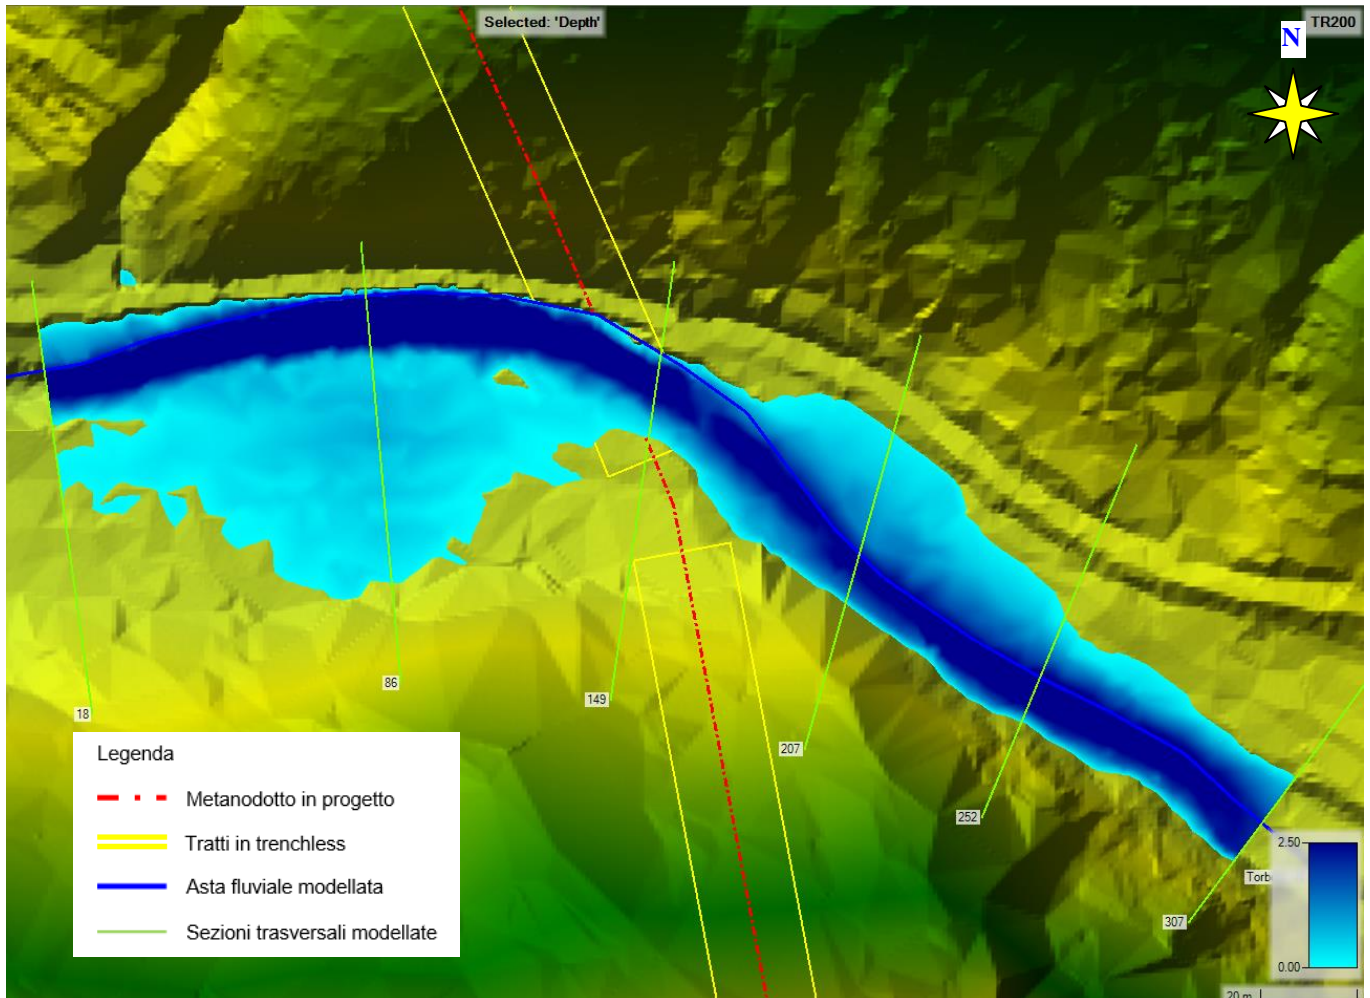 Selected: 'Depth'
TR200
N
18
86
149
207
252
307
Legenda
Metanodotto in progetto
Tratti in trenchless
Asta fluviale modellata
Sezioni trasversali modellate
2.50
Torb
0.00
20 m